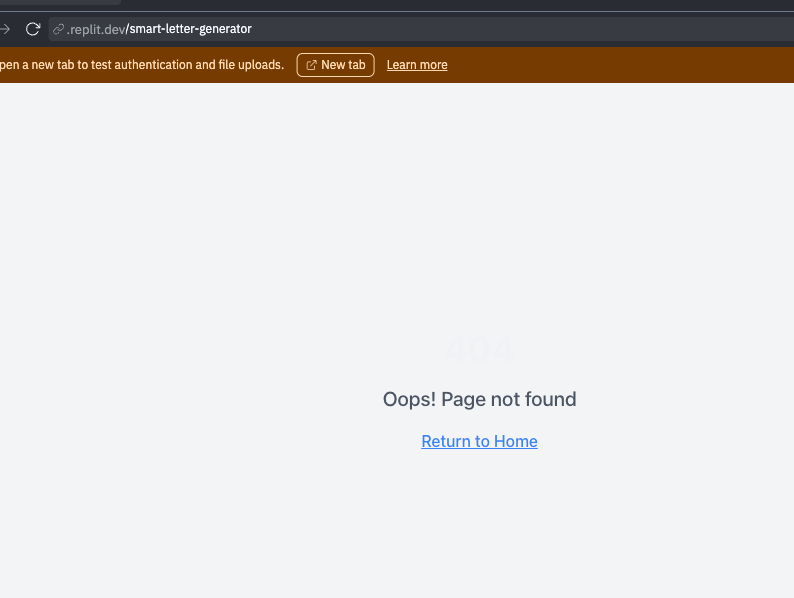 .replit.dev/smart-letter-generator
pen a new tab to test authentication and file uploads. New tab Learn more
404
Oops! Page not found
Return to Home